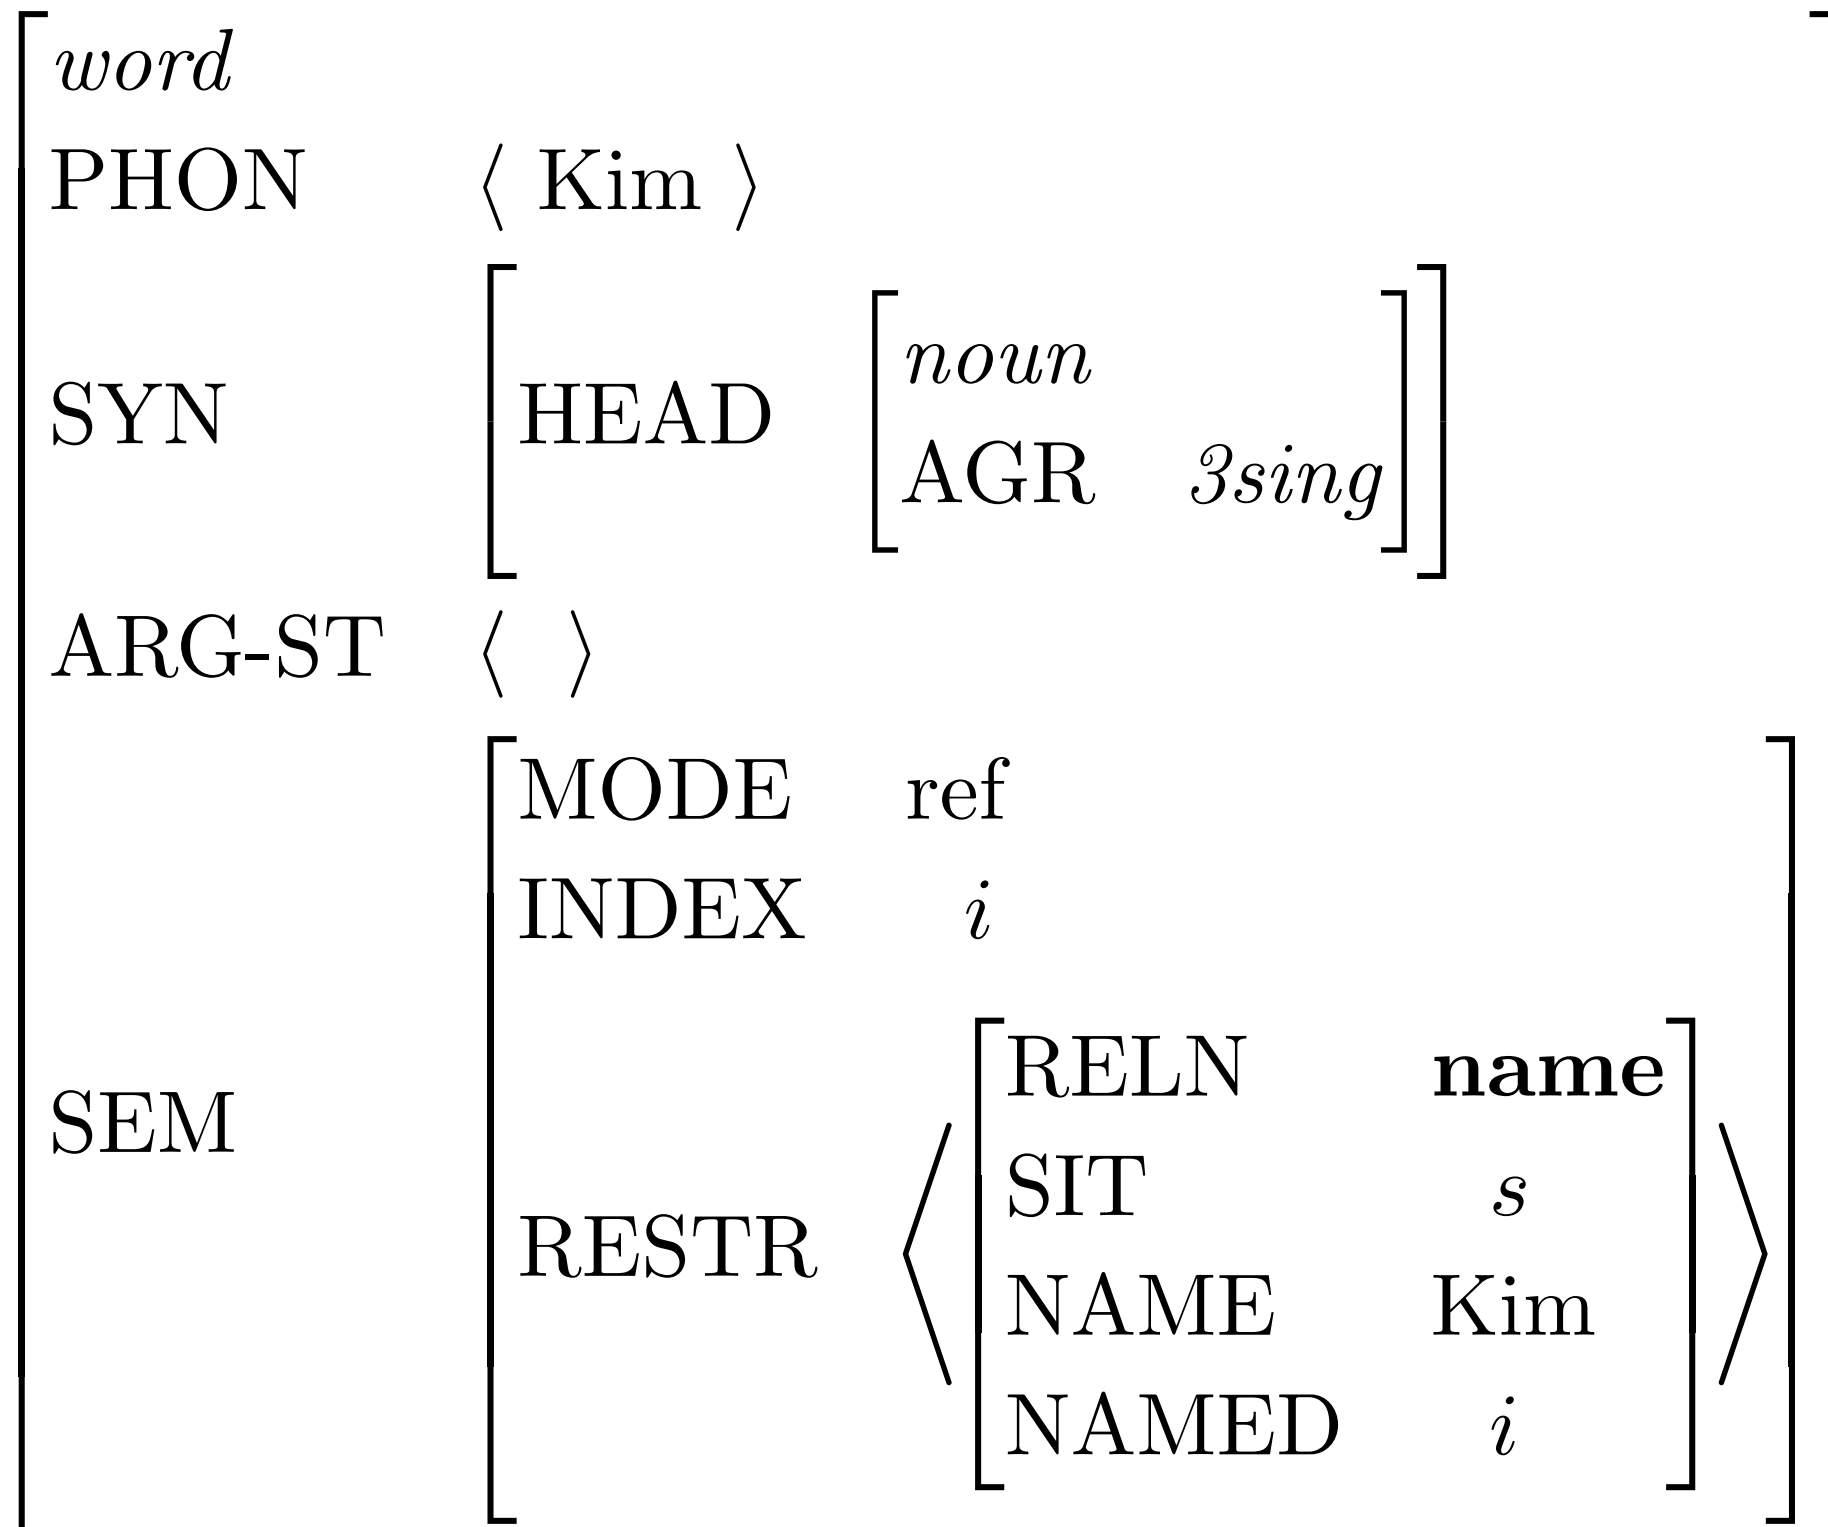 word
PHON ⟨ Kim ⟩
noun
SYN HEAD
AGR 3sing
ARG-ST ⟨ ⟩
MODE ref
INDEX i
RELN name
SEM
SIT s
RESTR
NAME Kim
NAMED i